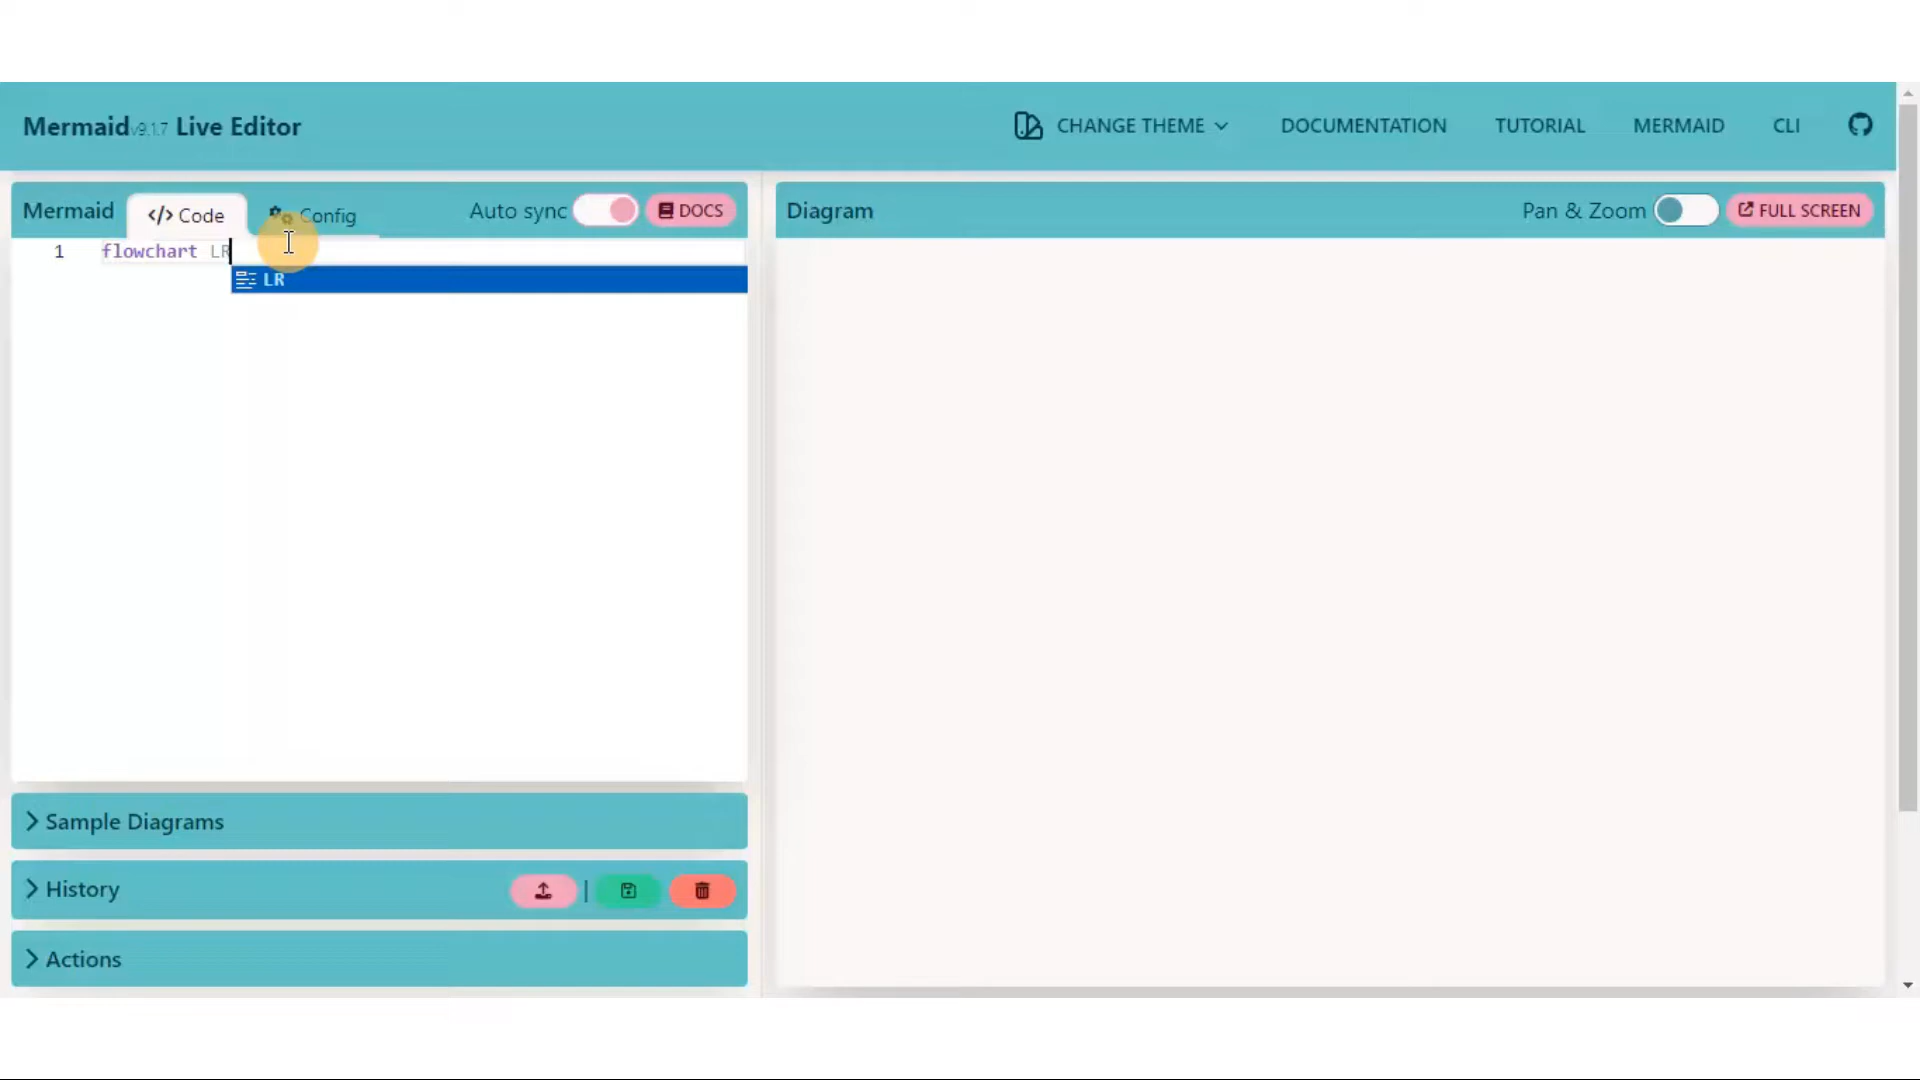 Mermaid v9.1.7 Live Editor
CHANGE THEME
DOCUMENTATION
TUTORIAL
MERMAID
CLI
Mermaid
</> Code
Config
Auto sync
DOCS
1 flowchart LR
LR
Diagram
Pan & Zoom
FULL SCREEN
Sample Diagrams
History
Actions